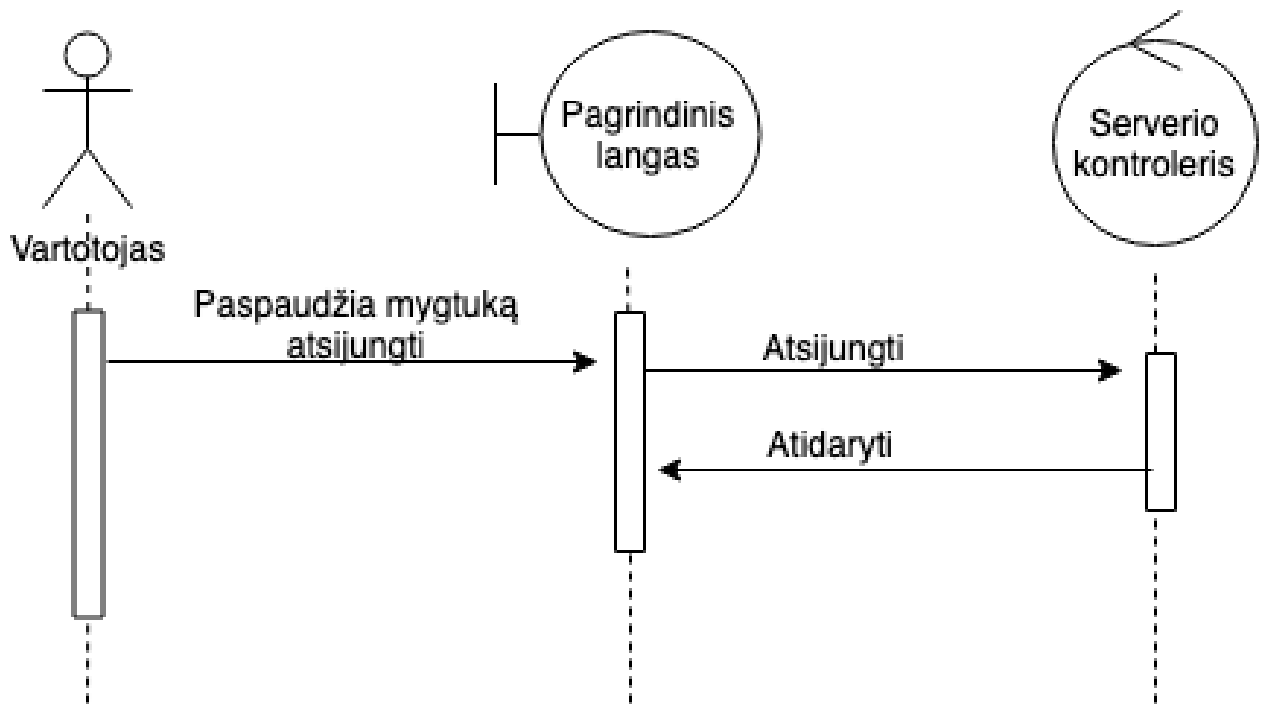 Pagrindinis
langas
Serverio
kontroleris
Vartotojas
Paspaudžia mygtuką
atsijungti
Atsijungti
Atidaryti